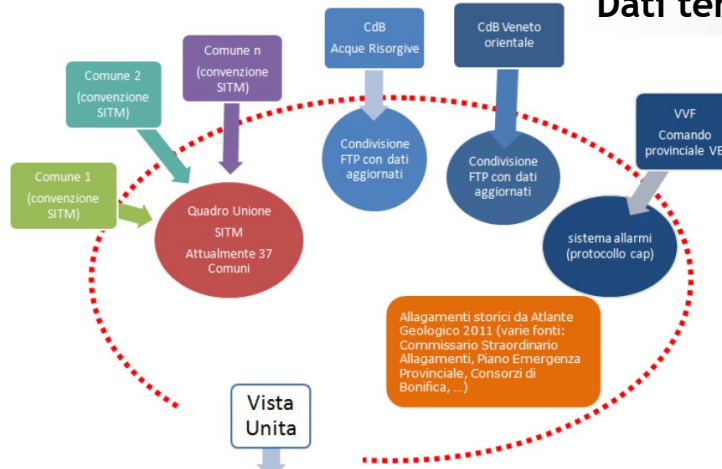 Dati
CdB
Acque Risorgive
CdB Veneto
orientale
Comune n
(convenzione
SITM)
Comune 2
(convenzione
SITM)
VVF
Comando
provinciale VE
Condivisione
FTP con dati
aggiornati
Condivisione
FTP con dati
aggiornati
Comune 1
(convenzione
SITM)
Quadro Unione
SITM
Attualmente 37
Comuni
sistema allarmi
(protocollo cap)
Allagamenti storici da Atlante
Geologico 2011 (varie fonti:
Commissario Straordinario
Allagamenti, Piano Emergenza
Provinciale, Consorzi di
Bonifica, ...)
Vista
Unita